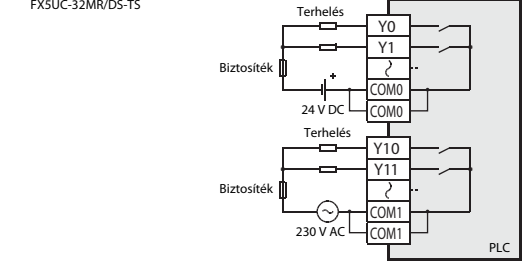 FX5UC-32MR/DS-TS
Terhelés
Y0
Y1
Biztosíték
+
COM0
24 V DC
COM0
Terhelés
Y10
Y11
Biztosíték
COM1
230 V AC
COM1
PLC